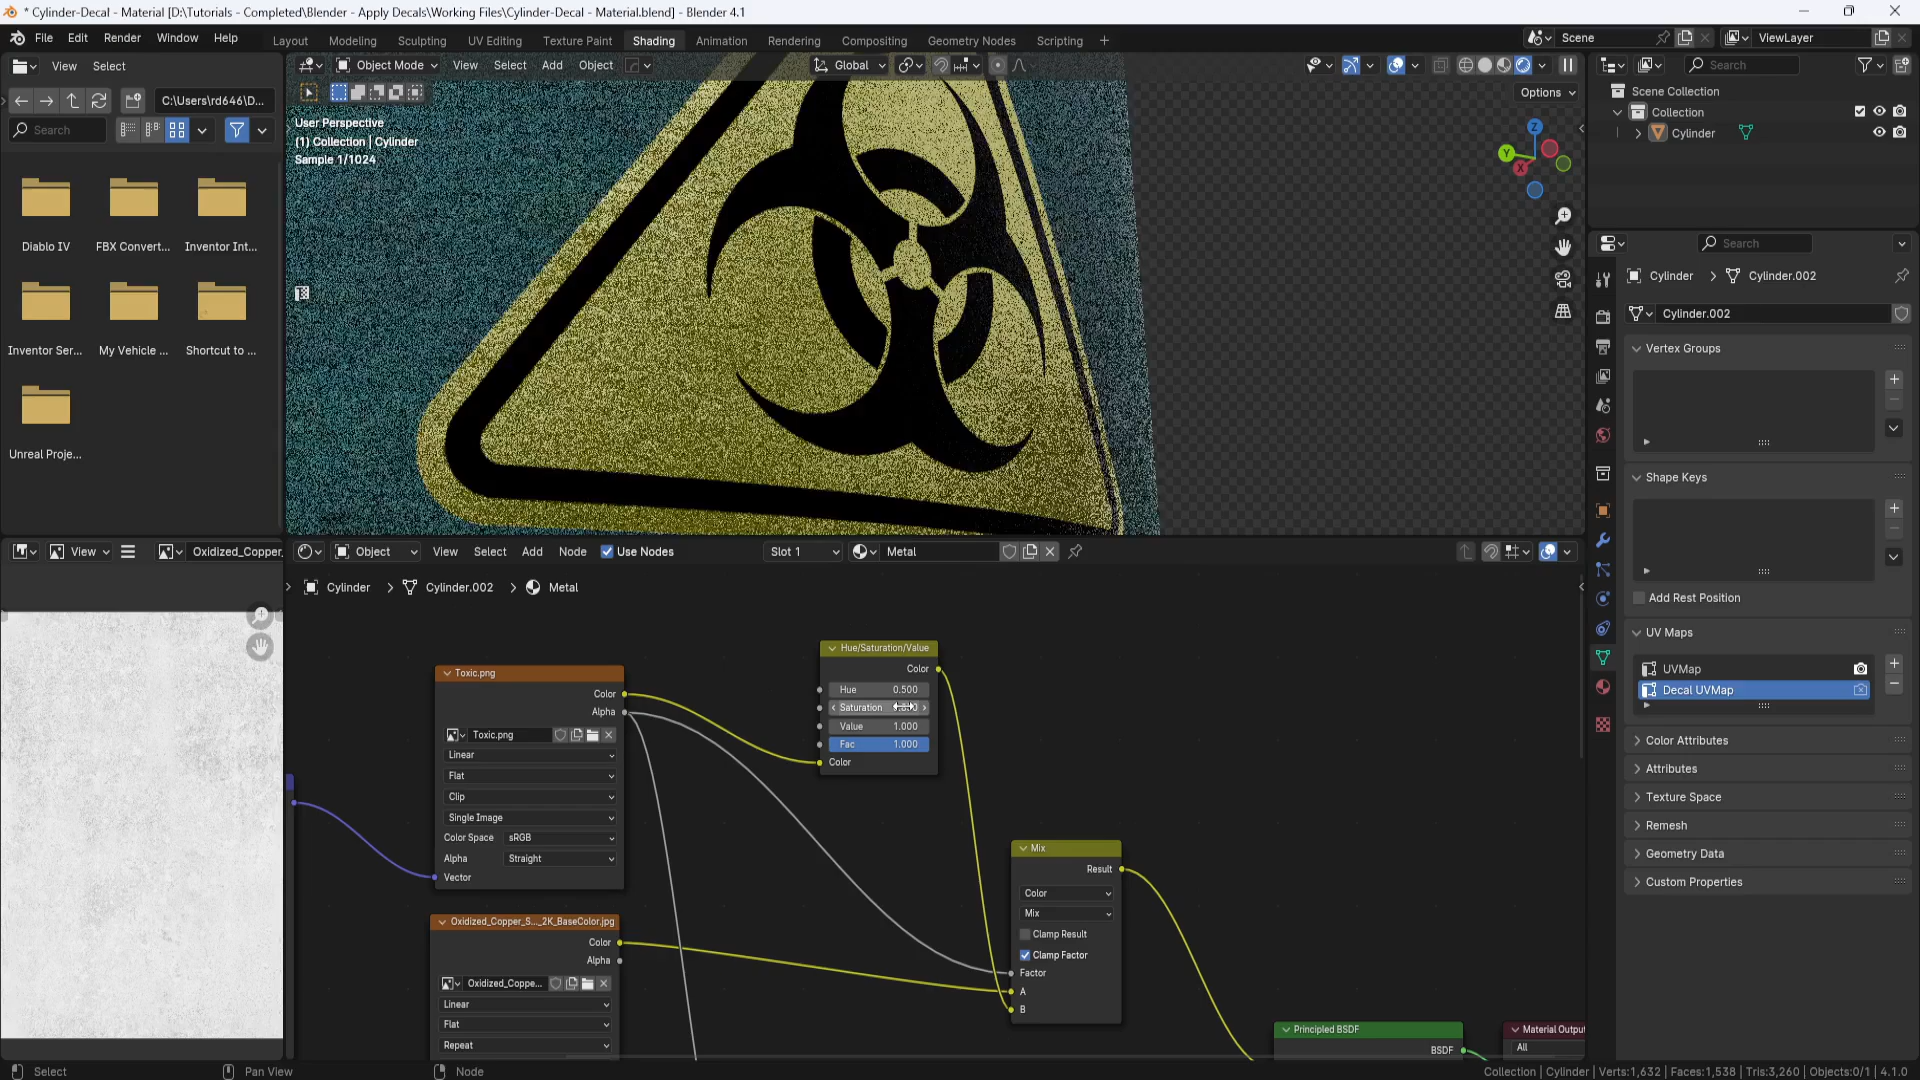 * Cylinder-Decal - Material [D:\Tutorials - Completed\Blender - Apply Decals\Working Files\Cylinder-Decal - Material.blend] - Blender 4.1
File Edit Render Window Help
Layout Modeling Sculpting UV Editing Texture Paint Shading Animation Rendering Compositing Geometry Nodes Scripting +
Scene
ViewLayer
View Select
C:\Users\rd646\D...
Search
Diablo IV
FBX Convert...
Inventor Int...
Inventor Ser...
My Vehicle ...
Shortcut to ...
Unreal Proje...
Object Mode View Select Add Object
Global
Options
User Perspective
(1) Collection | Cylinder
Sample 1/1024
Z
Y
X
Search
Scene Collection
Collection
Cylinder
Search
Cylinder > Cylinder.002
Cylinder.002
Vertex Groups
Shape Keys
Add Rest Position
UV Maps
UVMap
Decal UVMap
Color Attributes
Attributes
Texture Space
Remesh
Geometry Data
Custom Properties
View
Oxidized_Copper.
Object View Select Add Node Use Nodes
Slot 1
Metal
Cylinder > Cylinder.002 > Metal
Toxic.png
Color
Alpha
Toxic.png
Linear
Flat
Clip
Single Image
Color Space sRGB
Alpha Straight
Vector
Oxidized_Copper_S..._2K_BaseColor.jpg
Color
Alpha
Oxidized_Coppe...
Linear
Flat
Repeat
Hue/Saturation/Value
Color
Hue 0.500
Saturation
Value 1.000
Fac 1.000
Color
Mix
Result
Color
Mix
Clamp Result
Clamp Factor
Factor
A
B
Principled BSDF
BSDF
Material Output
All
Select
Pan View
Node
Collection | Cylinder | Verts:1,632 | Faces:1,538 | Tris:3,260 | Objects:0/1 | 4.1.0